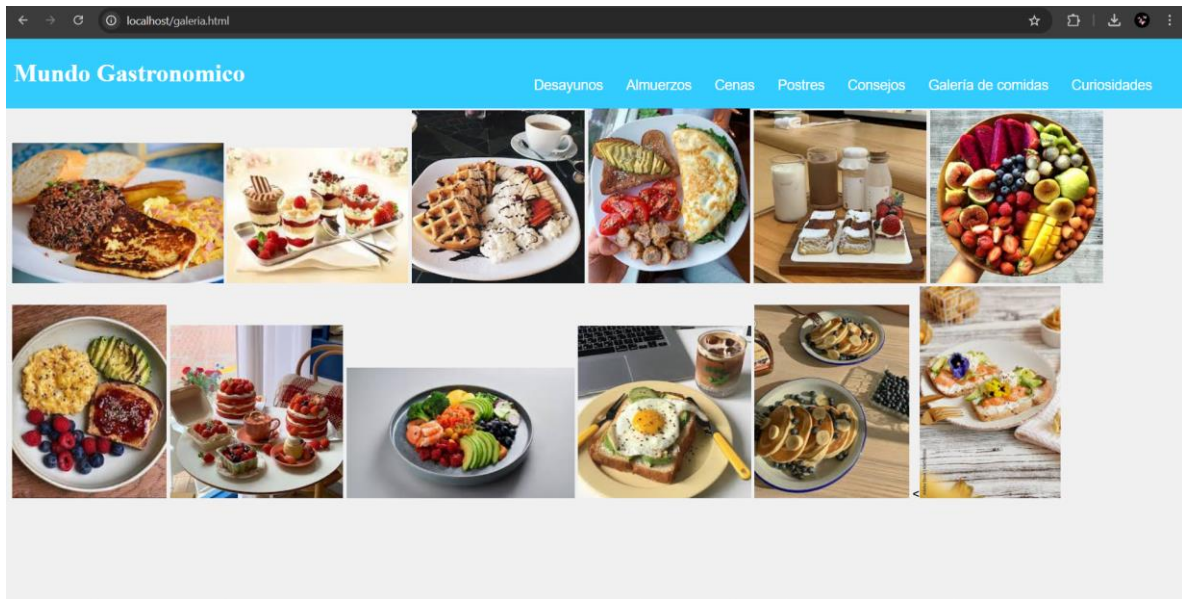 localhost/galeria.html
Mundo Gastronomico
Desayunos Almuerzos Cenas Postres Consejos Galería de comidas Curiosidades
<